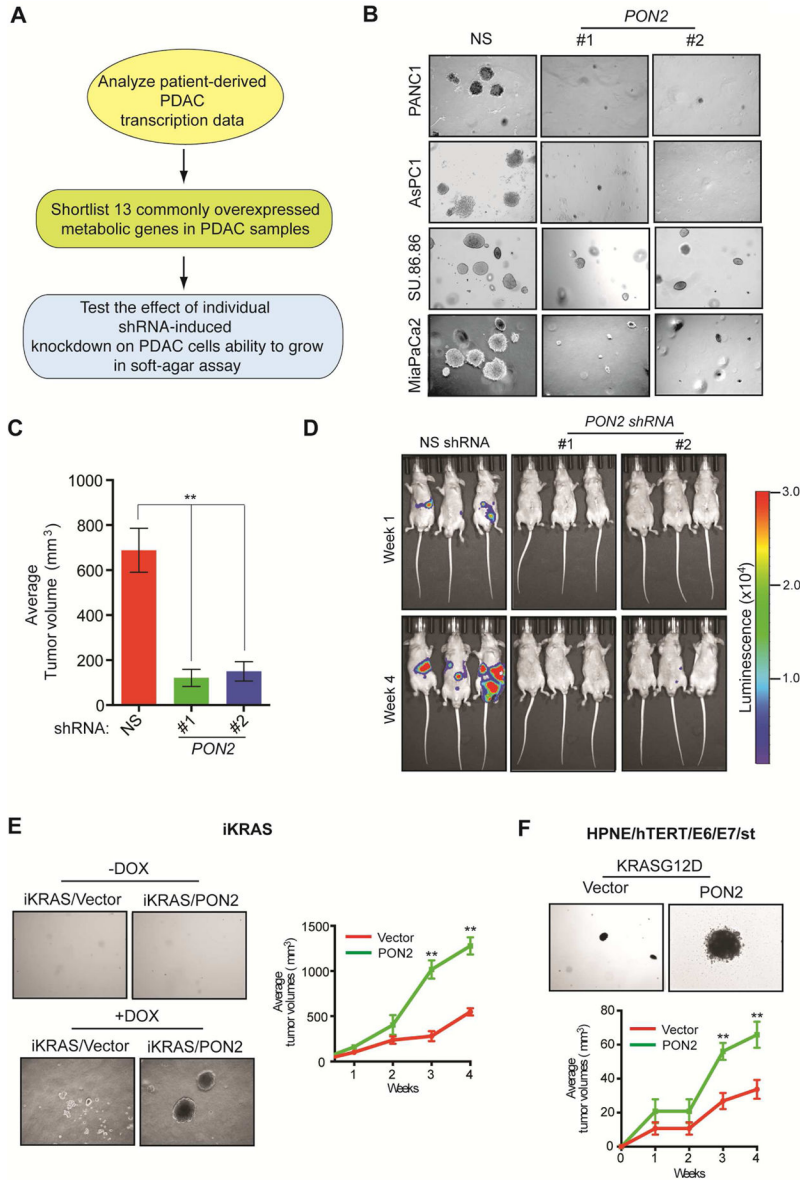 A
Analyze patient-derived
PDAC
transcription data
Shortlist 13 commonly overexpressed
metabolic genes in PDAC samples
Test the effect of individual
shRNA-induced
knockdown on PDAC cells ability to grow
in soft-agar assay
B
PON2
NS #1 #2
PANC1
AsPC1
SU.86.86
MiaPaCa2
C
Average
Tumor volume (mm3)
1000
800
600
400
200
0
**
shRNA: NS #1 #2
PON2
D
PON2 shRNA
NS shRNA #1 #2
Week 1
Week 4
Luminescence (x10⁴)
3.0
2.0
1.0
E
iKRAS
-DOX
iKRAS/Vector iKRAS/PON2
+DOX
iKRAS/Vector iKRAS/PON2
Average
tumor volumes (mm³)
1500
1000
500
0
Vector
PON2
** **
1 2 3 4
Weeks
F
HPNE/hTERT/E6/E7/st
KRASG12D
Vector PON2
Average
tumor volumes (mm³)
80
60
40
20
0
Vector
PON2
** **
0 1 2 3 4
Weeks